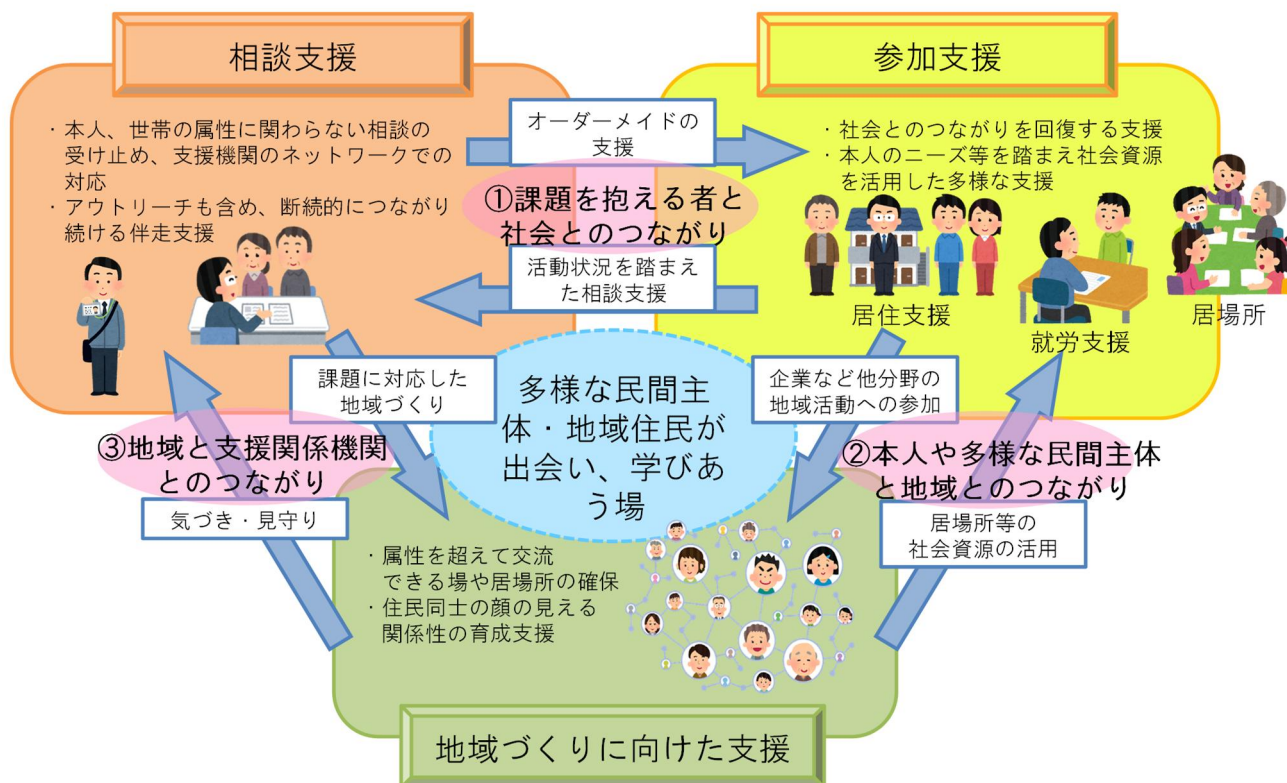 相談支援
・本人、世帯の属性に関わらない相談の
受け止め、支援機関のネットワークでの
対応
・アウトリーチも含め、断続的につながり
続ける伴走支援
参加支援
・社会とのつながりを回復する支援
・本人のニーズ等を踏まえ社会資源
を活用した多様な支援
居住支援
就労支援
居場所
オーダーメイドの
支援
①課題を抱える者と
社会とのつながり
活動状況を踏まえ
た相談支援
課題に対応した
地域づくり
③地域と支援関係機関
とのつながり
気づき・見守り
多様な民間主
体・地域住民が
出会い、学びあ
う場
企業など他分野の
地域活動への参加
②本人や多様な民間主体
と地域とのつながり
居場所等の
社会資源の活用
・属性を超えて交流
できる場や居場所の確保
・住民同士の顔の見える
関係性の育成支援
地域づくりに向けた支援